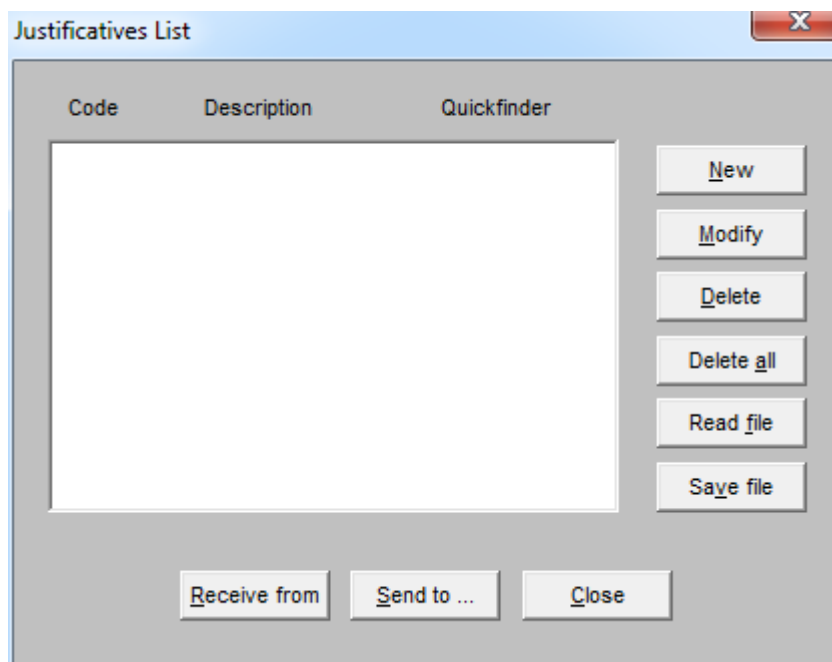 Justificatives List
Code Description Quickfinder
New
Modify
Delete
Delete all
Read file
Save file
Receive from Send to ... Close